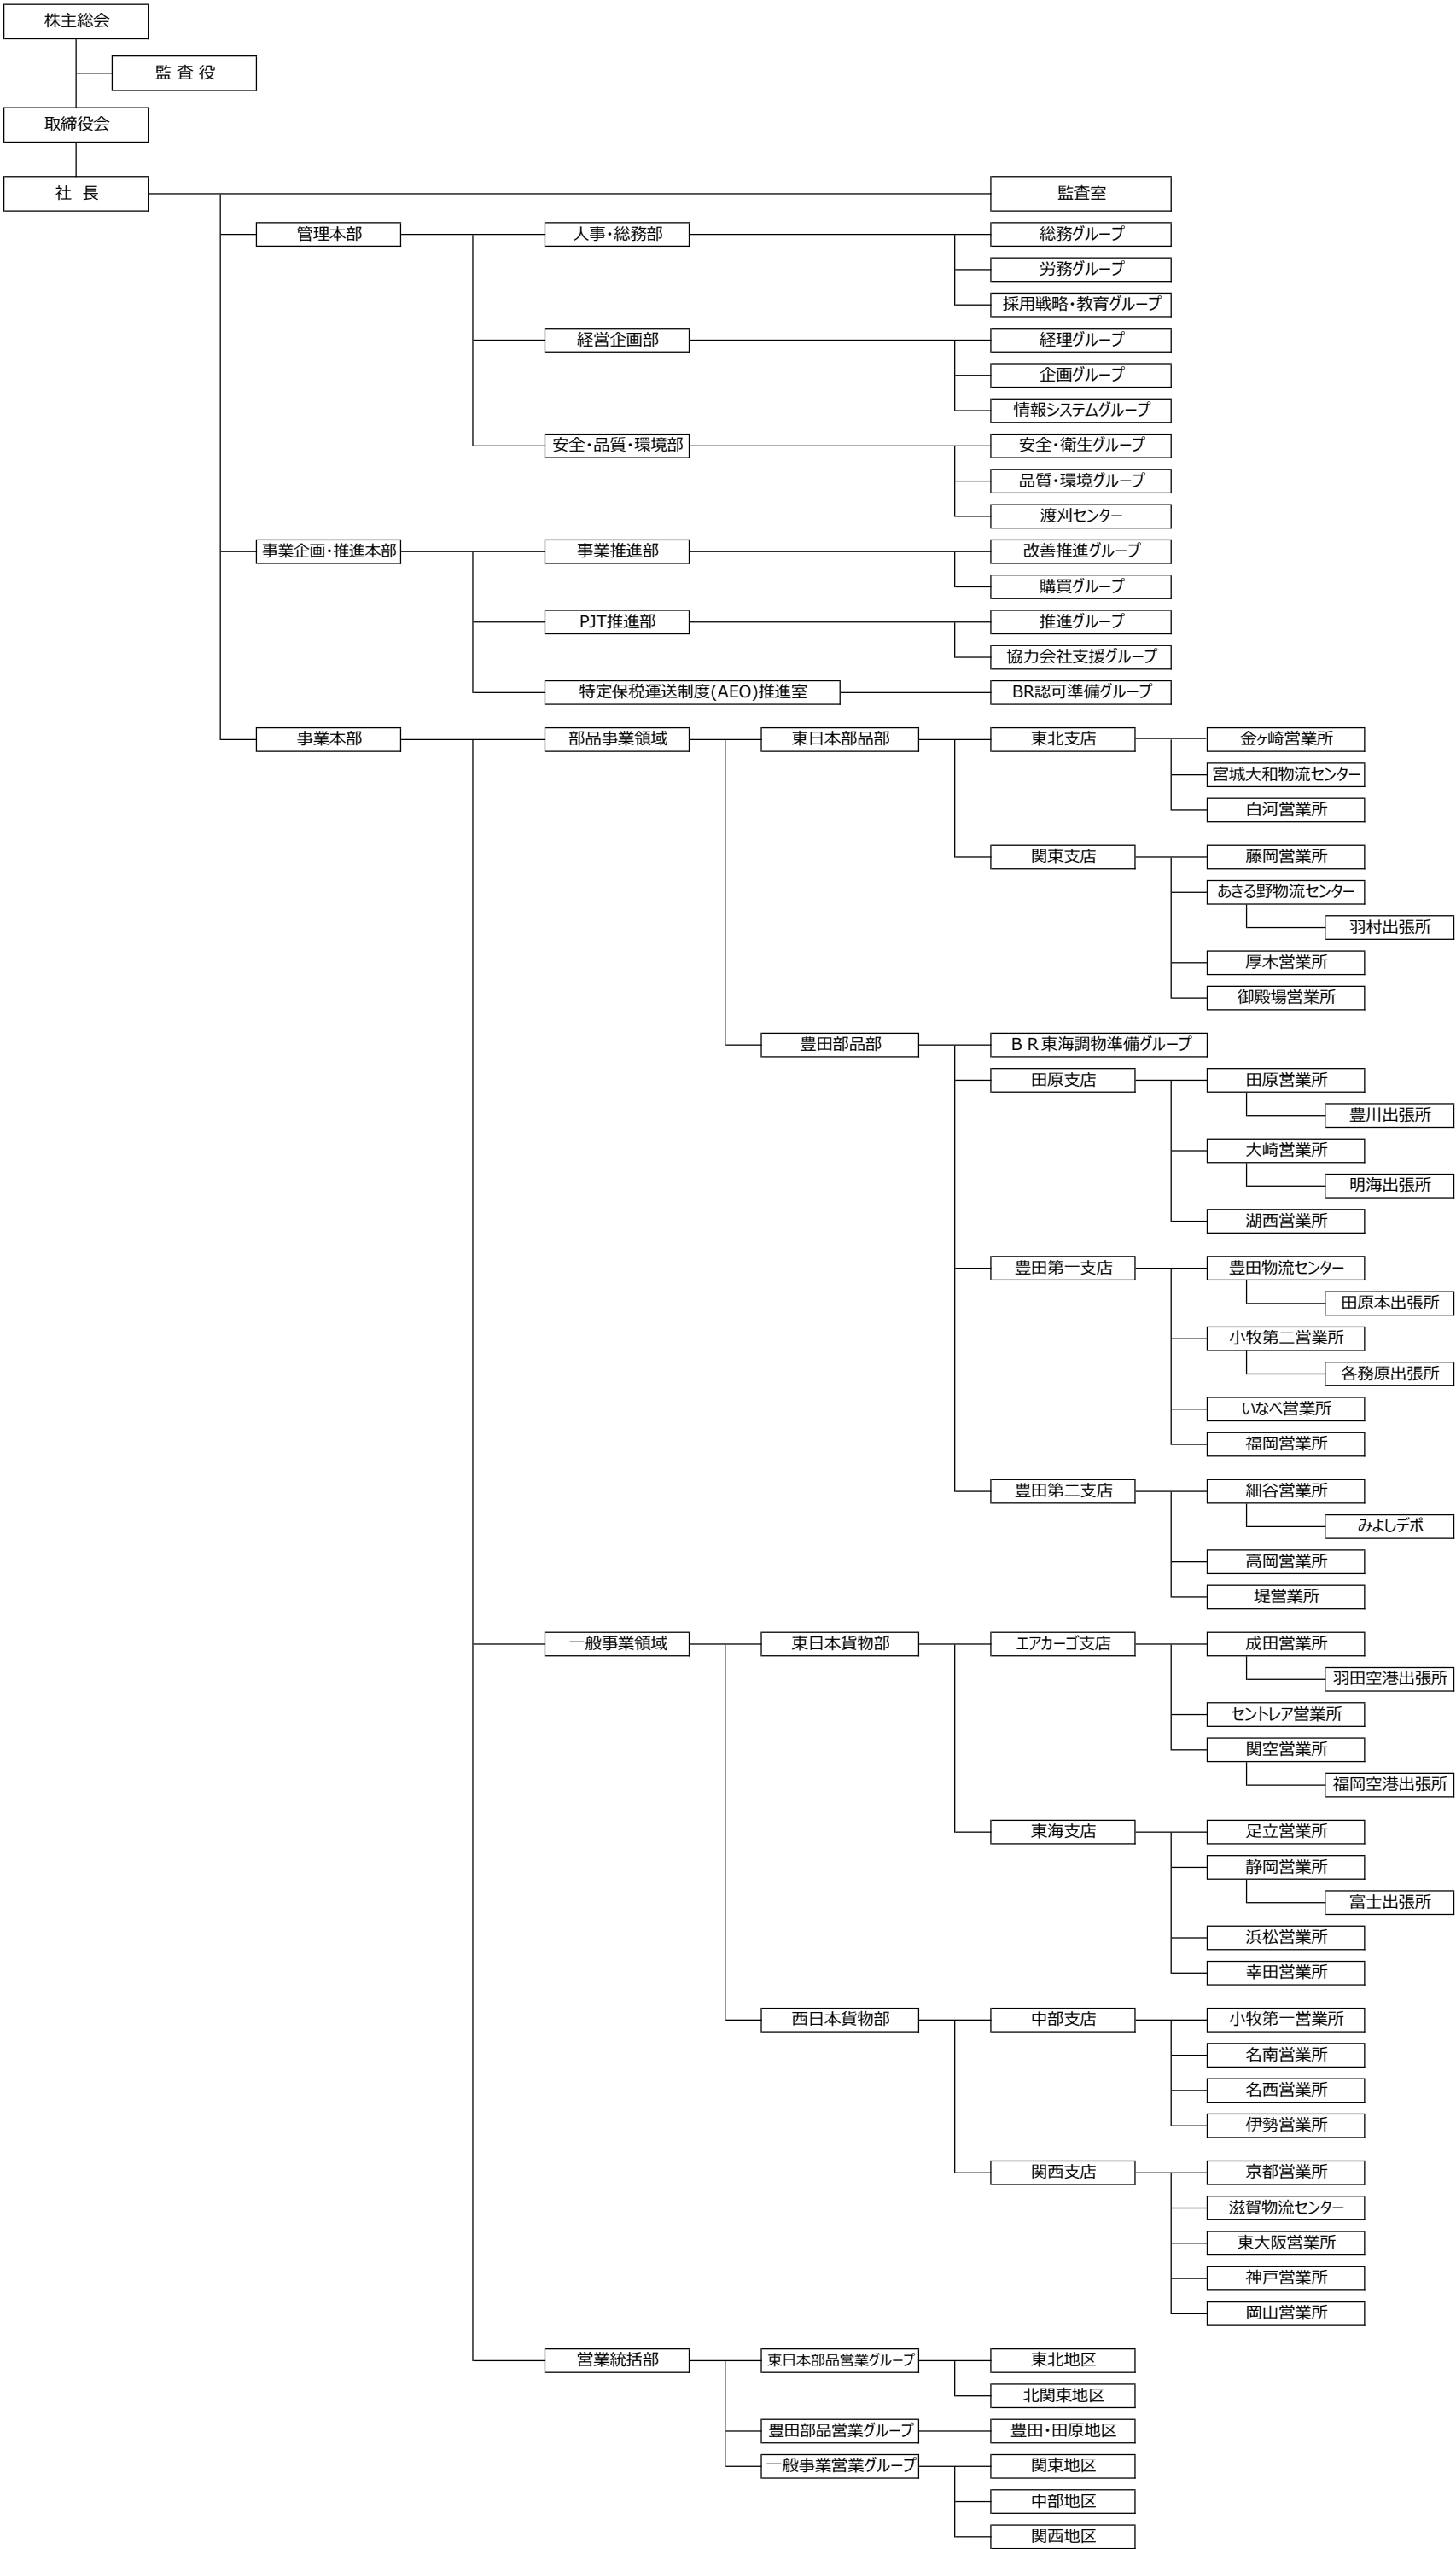 株主総会
監 査 役
取締役会
社 長
監査室
管理本部
人事・総務部
総務グループ
労務グループ
採用戦略・教育グループ
経営企画部
経理グループ
企画グループ
情報システムグループ
安全・品質・環境部
安全・衛生グループ
品質・環境グループ
渡刈センター
事業企画・推進本部
事業推進部
改善推進グループ
購買グループ
PJT推進部
推進グループ
協力会社支援グループ
特定保税運送制度(AEO)推進室
BR認可準備グループ
事業本部
部品事業領域
東日本部品部
東北支店
金ヶ崎営業所
宮城大和物流センター
白河営業所
関東支店
藤岡営業所
あきる野物流センター
羽村出張所
厚木営業所
御殿場営業所
豊田部品部
ＢＲ東海調物準備グループ
田原支店
田原営業所
豊川出張所
大崎営業所
明海出張所
湖西営業所
豊田第一支店
豊田物流センター
田原本出張所
小牧第二営業所
各務原出張所
いなべ営業所
福岡営業所
豊田第二支店
細谷営業所
みよしデポ
高岡営業所
堤営業所
一般事業領域
東日本貨物部
エアカーゴ支店
成田営業所
羽田空港出張所
セントレア営業所
関空営業所
福岡空港出張所
東海支店
足立営業所
静岡営業所
富士出張所
浜松営業所
幸田営業所
西日本貨物部
中部支店
小牧第一営業所
名南営業所
名西営業所
伊勢営業所
関西支店
京都営業所
滋賀物流センター
東大阪営業所
神戸営業所
岡山営業所
営業統括部
東日本部品営業グループ
東北地区
北関東地区
豊田部品営業グループ
豊田・田原地区
一般事業営業グループ
関東地区
中部地区
関西地区